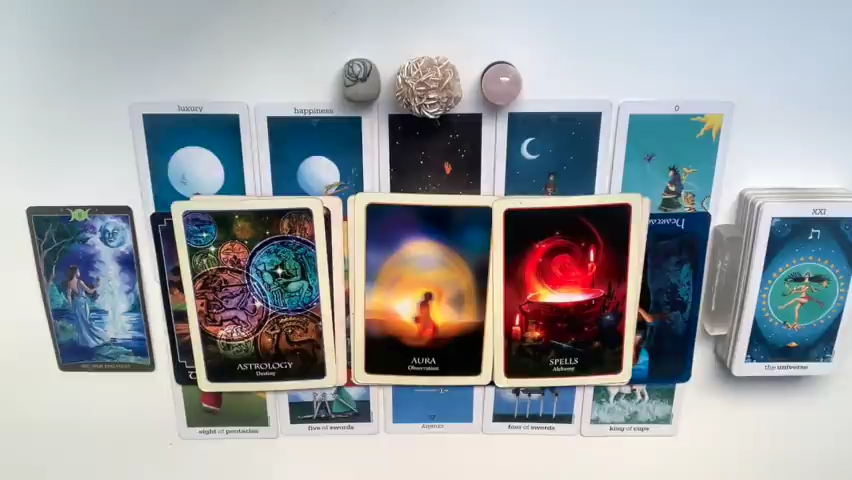 luxury
happiness
0
XXI
ASTROLOGY
Destiny
AURA
Observation
SPELLS
Alchemy
the universe
eight of pentacles
five of swords
cruelty
four of swords
king of cups